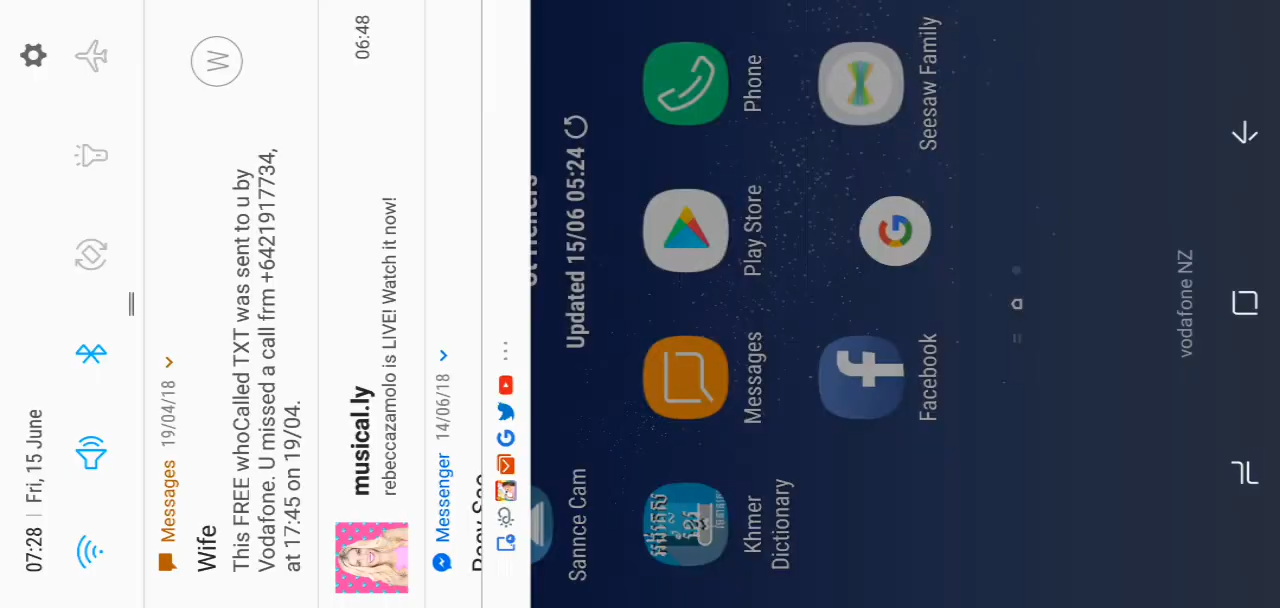 07:28 | Fri, 15 June
Messages 19/04/18
Wife
W
This FREE whoCalled TXT was sent to u by
Vodafone. U missed a call frm +6421917734,
at 17:45 on 19/04.
musical.ly
06:48
rebeccazamolo is LIVE! Watch it now!
Messenger 14/06/18
St Heliers
Updated 15/06 05:24
Sannce Cam
Khmer
Dictionary
Messages
Play Store
Phone
Facebook
Seesaw Family
vodafone NZ